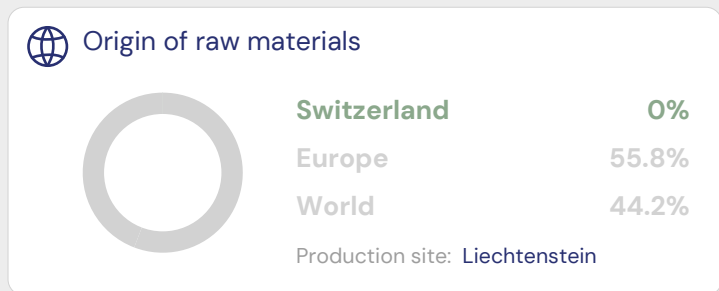 Origin of raw materials
Switzerland 0%
Europe 55.8%
World 44.2%
Production site: Liechtenstein